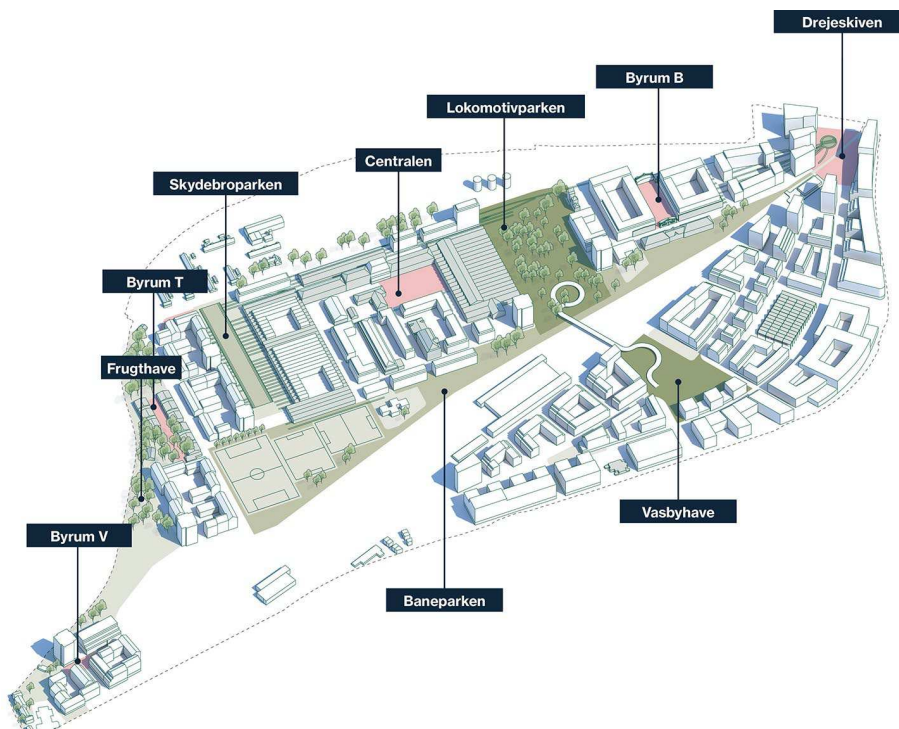 Drejeskiven
Byrum B
Lokomotivparken
Centralen
Skydebroparken
Byrum T
Frugthave
Vasbyhave
Byrum V
Baneparken